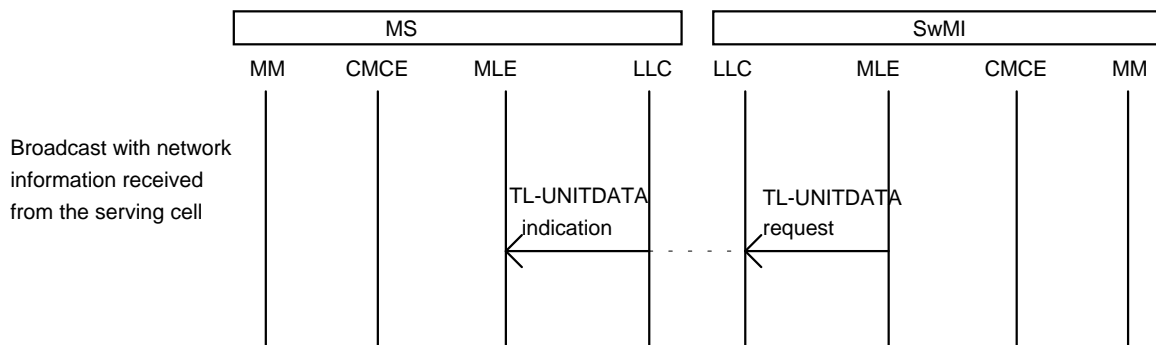 MS
SwMI
MM CMCE MLE LLC LLC MLE CMCE MM
Broadcast with network
information received
from the serving cell
TL-UNITDATA
indication
TL-UNITDATA
request